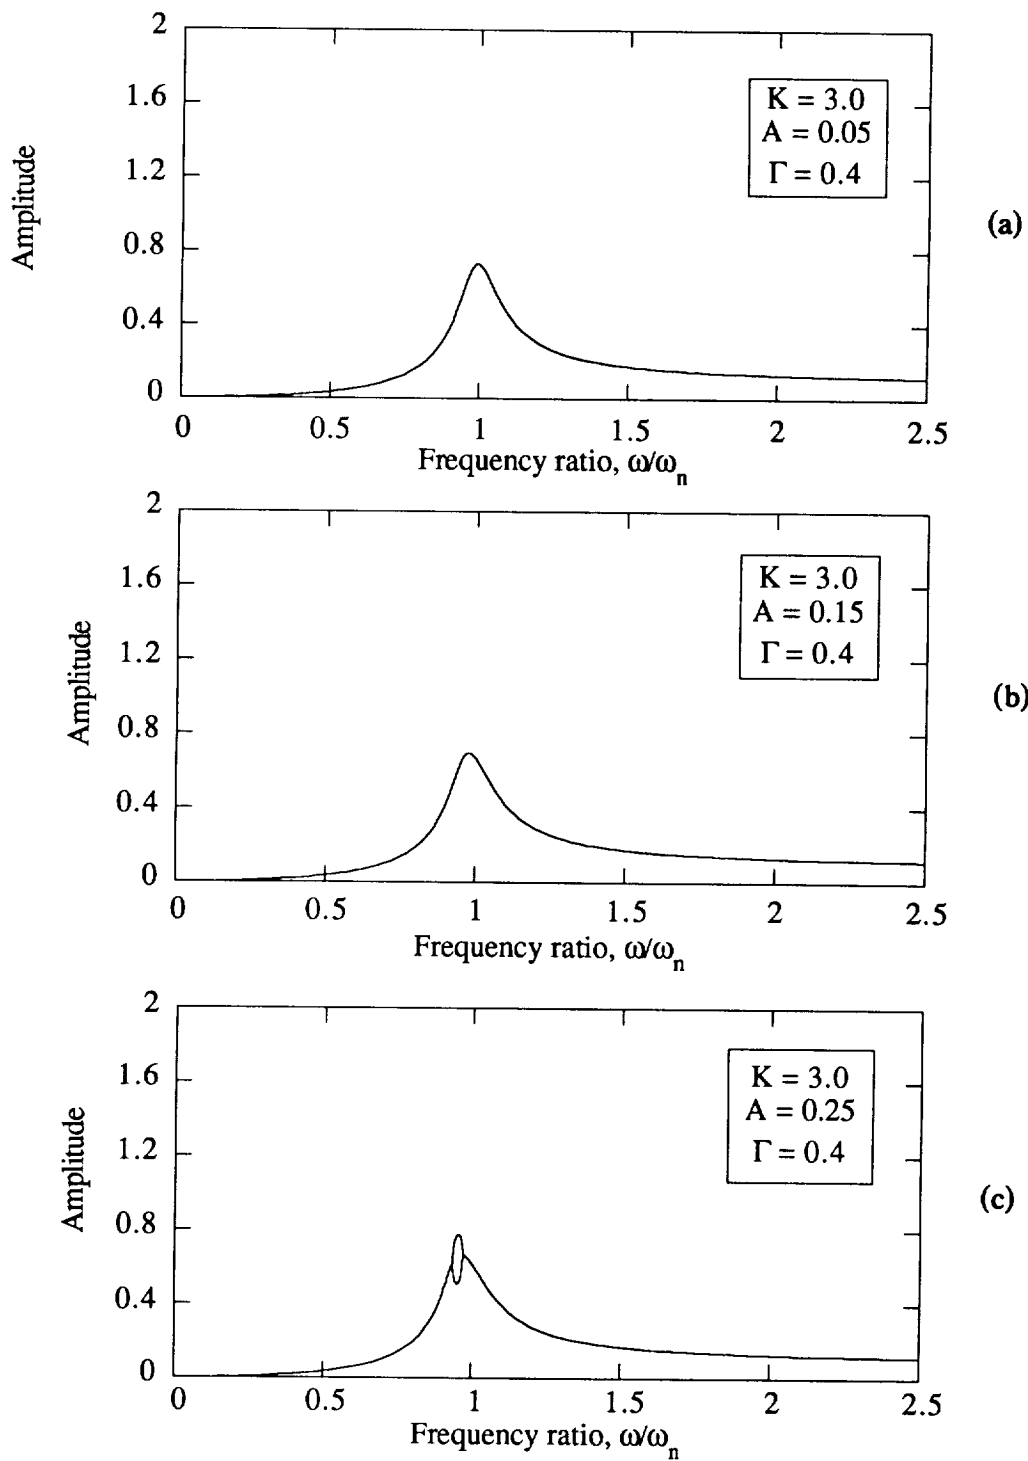 2
1.6
1.2
0.8
0.4
0
Amplitude
K = 3.0
A = 0.05
Γ = 0.4
(a)
0 0.5 1 1.5 2 2.5
Frequency ratio, ω/ωn
2
1.6
1.2
0.8
0.4
0
Amplitude
K = 3.0
A = 0.15
Γ = 0.4
(b)
0 0.5 1 1.5 2 2.5
Frequency ratio, ω/ωn
2
1.6
1.2
0.8
0.4
0
Amplitude
K = 3.0
A = 0.25
Γ = 0.4
(c)
0 0.5 1 1.5 2 2.5
Frequency ratio, ω/ωn